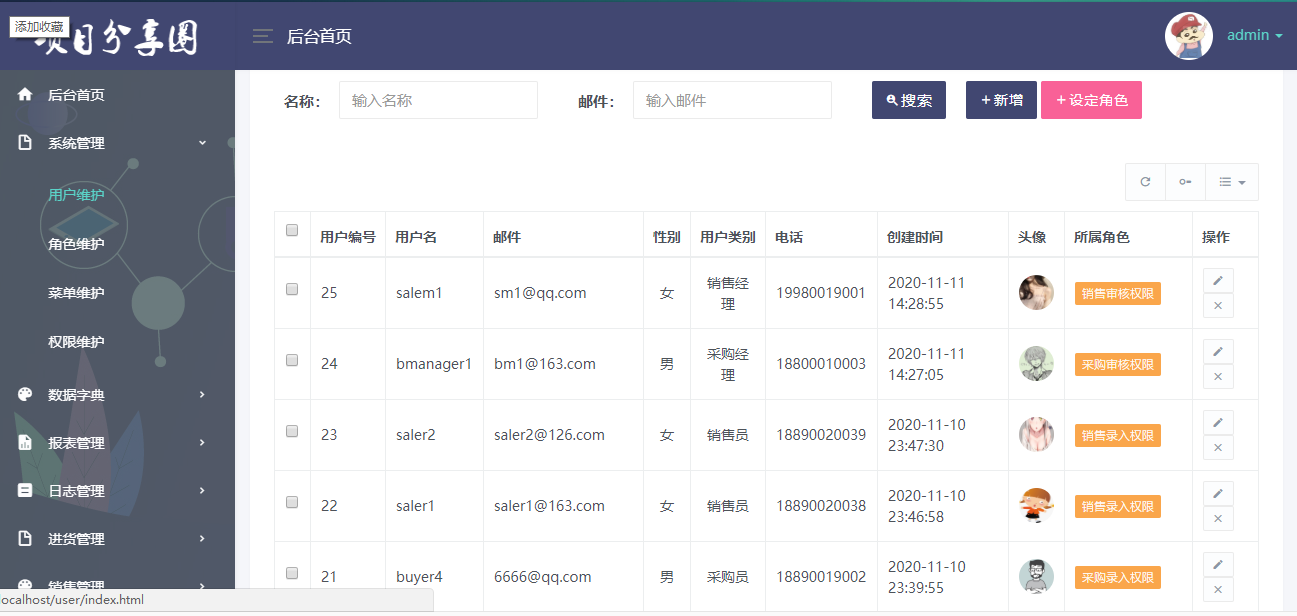 添加收藏
项目分享圈
后台首页
admin
后台首页
系统管理
用户维护
角色维护
菜单维护
权限维护
数据字典
报表管理
日志管理
进货管理
销售管理
localhost/user/index.html
名称： 输入名称 邮件： 输入邮件 搜索 +新增 +设定角色
用户编号 用户名 邮件 性别 用户类别 电话 创建时间 头像 所属角色 操作
25 salem1 sm1@qq.com 女 销售经理 19980019001 2020-11-11 14:28:55 销售审核权限
24 bmanager1 bm1@163.com 男 采购经理 18800010003 2020-11-11 14:27:05 采购审核权限
23 saler2 saler2@126.com 女 销售员 18890020039 2020-11-10 23:47:30 销售录入权限
22 saler1 saler1@163.com 女 销售员 18890020038 2020-11-10 23:46:58 销售录入权限
21 buyer4 6666@qq.com 男 采购员 18890019002 2020-11-10 23:39:55 采购录入权限